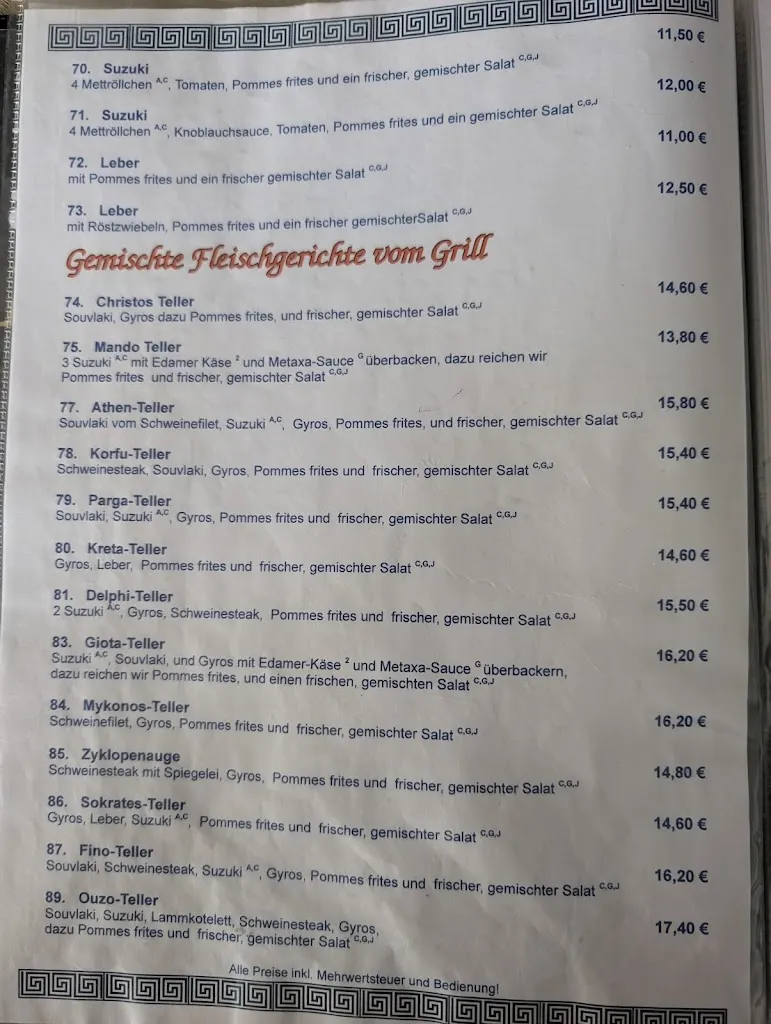 11,50 €
70. Suzuki
4 Mettröllchen A,C, Tomaten, Pommes frites und ein frischer, gemischter Salat C,G,J
12,00 €
71. Suzuki
4 Mettröllchen A,C, Knoblauchsauce, Tomaten, Pommes frites und ein gemischter Salat C,G,J
11,00 €
72. Leber
mit Pommes frites und ein frischer gemischter Salat C,G,J
12,50 €
73. Leber
mit Röstzwiebeln, Pommes frites und ein frischer gemischterSalat C,G,J
Gemischte Fleischgerichte vom Grill
74. Christos Teller 14,60 €
Souvlaki, Gyros dazu Pommes frites, und frischer, gemischter Salat C,G,J
75. Mando Teller 13,80 €
3 Suzuki A,C mit Edamer Käse 2 und Metaxa-Sauce G überbacken, dazu reichen wir
Pommes frites und frischer, gemischter Salat C,G,J
77. Athen-Teller 15,80 €
Souvlaki vom Schweinefilet, Suzuki A,C, Gyros, Pommes frites, und frischer, gemischter Salat C,G,J
78. Korfu-Teller 15,40 €
Schweinesteak, Souvlaki, Gyros, Pommes frites und frischer, gemischter Salat C,G,J
79. Parga-Teller 15,40 €
Souvlaki, Suzuki A,C, Gyros, Pommes frites und frischer, gemischter Salat C,G,J
80. Kreta-Teller 14,60 €
Gyros, Leber, Pommes frites und frischer, gemischter Salat C,G,J
81. Delphi-Teller 15,50 €
2 Suzuki A,C, Gyros, Schweinesteak, Pommes frites und frischer, gemischter Salat C,G,J
83. Giota-Teller 16,20 €
Suzuki A,C, Souvlaki, und Gyros mit Edamer-Käse 2 und Metaxa-Sauce G überbackern,
dazu reichen wir Pommes frites, und einen frischen, gemischten Salat C,G,J
84. Mykonos-Teller 16,20 €
Schweinefilet, Gyros, Pommes frites und frischer, gemischter Salat C,G,J
85. Zyklopenauge 14,80 €
Schweinesteak mit Spiegelei, Gyros, Pommes frites und frischer, gemischter Salat C,G,J
86. Sokrates-Teller 14,60 €
Gyros, Leber, Suzuki A,C, Pommes frites und frischer, gemischter Salat C,G,J
87. Fino-Teller 16,20 €
Souvlaki, Schweinesteak, Suzuki A,C, Gyros, Pommes frites und frischer, gemischter Salat C,G,J
89. Ouzo-Teller 17,40 €
Souvlaki, Suzuki, Lammkotelett, Schweinesteak, Gyros,
dazu Pommes frites und frischer, gemischter Salat C,G,J
Alle Preise inkl. Mehrwertsteuer und Bedienung!